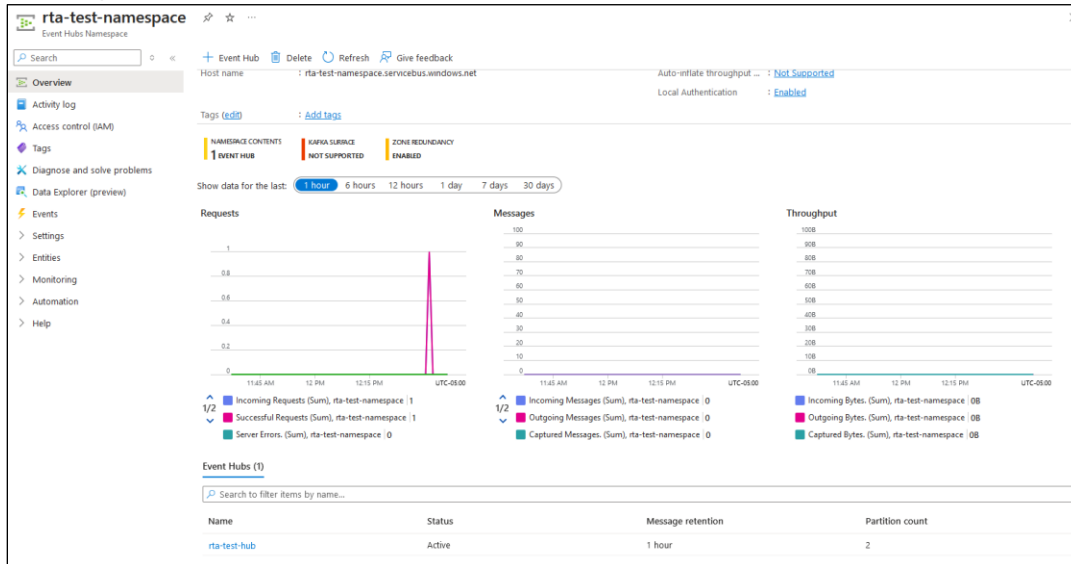 rta-test-namespace
Event Hubs Namespace
Search
+ Event Hub Delete Refresh Give feedback
Host name : rta-test-namespace.servicebus.windows.net
Auto-inflate throughput ... : Not Supported
Local Authentication : Enabled
Tags (edit) : Add tags
Overview
Activity log
Access control (IAM)
Tags
Diagnose and solve problems
Data Explorer (preview)
Events
Settings
Entities
Monitoring
Automation
Help
NAMESPACE CONTENTS
1 EVENT HUB
KAFKA SURFACE
NOT SUPPORTED
ZONE REDUNDANCY
ENABLED
Show data for the last: 1 hour 6 hours 12 hours 1 day 7 days 30 days
Requests
1
0.8
0.6
0.4
0.2
0
11:45 AM 12 PM 12:15 PM UTC-05:00
1/2
Incoming Requests (Sum), rta-test-namespace | 1
Successful Requests (Sum), rta-test-namespace | 1
Server Errors. (Sum), rta-test-namespace | 0
Messages
100
90
80
70
60
50
40
30
20
10
0
11:45 AM 12 PM 12:15 PM UTC-05:00
1/2
Incoming Messages (Sum), rta-test-namespace | 0
Outgoing Messages (Sum), rta-test-namespace | 0
Captured Messages. (Sum), rta-test-namespace | 0
Throughput
100B
90B
80B
70B
60B
50B
40B
30B
20B
10B
0B
11:45 AM 12 PM 12:15 PM UTC-05:00
Incoming Bytes. (Sum), rta-test-namespace | 0B
Outgoing Bytes. (Sum), rta-test-namespace | 0B
Captured Bytes. (Sum), rta-test-namespace | 0B
Event Hubs (1)
Search to filter items by name...
Name Status Message retention Partition count
rta-test-hub Active 1 hour 2